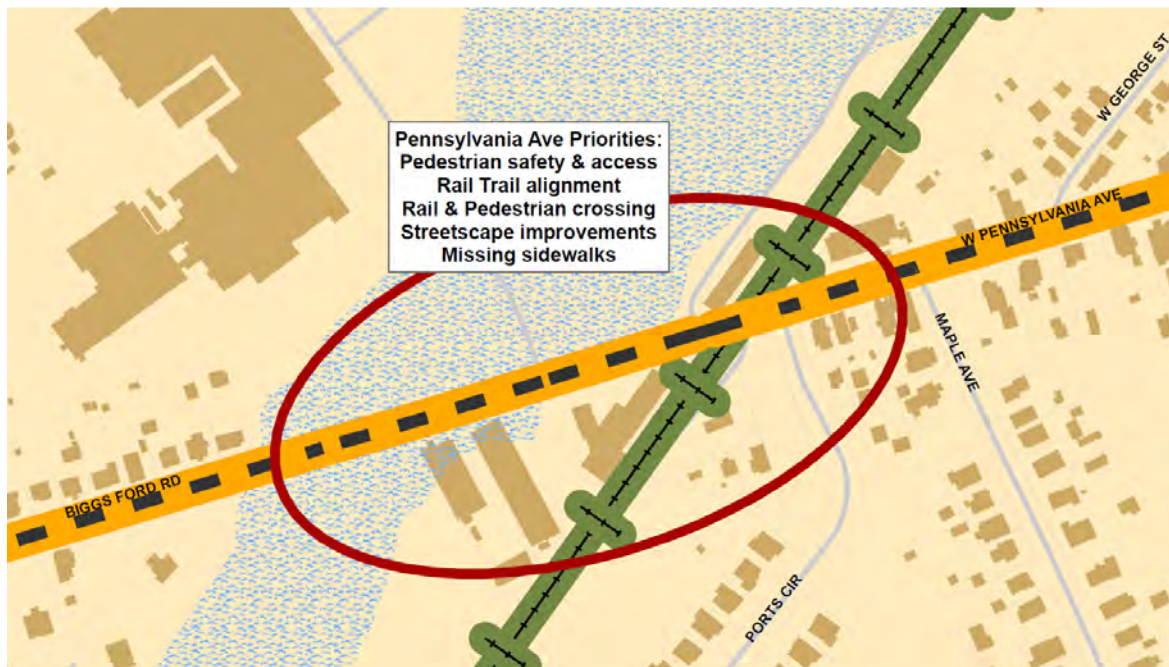 W GEORGE ST
Pennsylvania Ave Priorities:
Pedestrian safety & access
Rail Trail alignment
Rail & Pedestrian crossing
Streetscape improvements
Missing sidewalks
W PENNSYLVANIA AVE
MAPLE AVE
BIGGS FORD RD
PORTS CIR